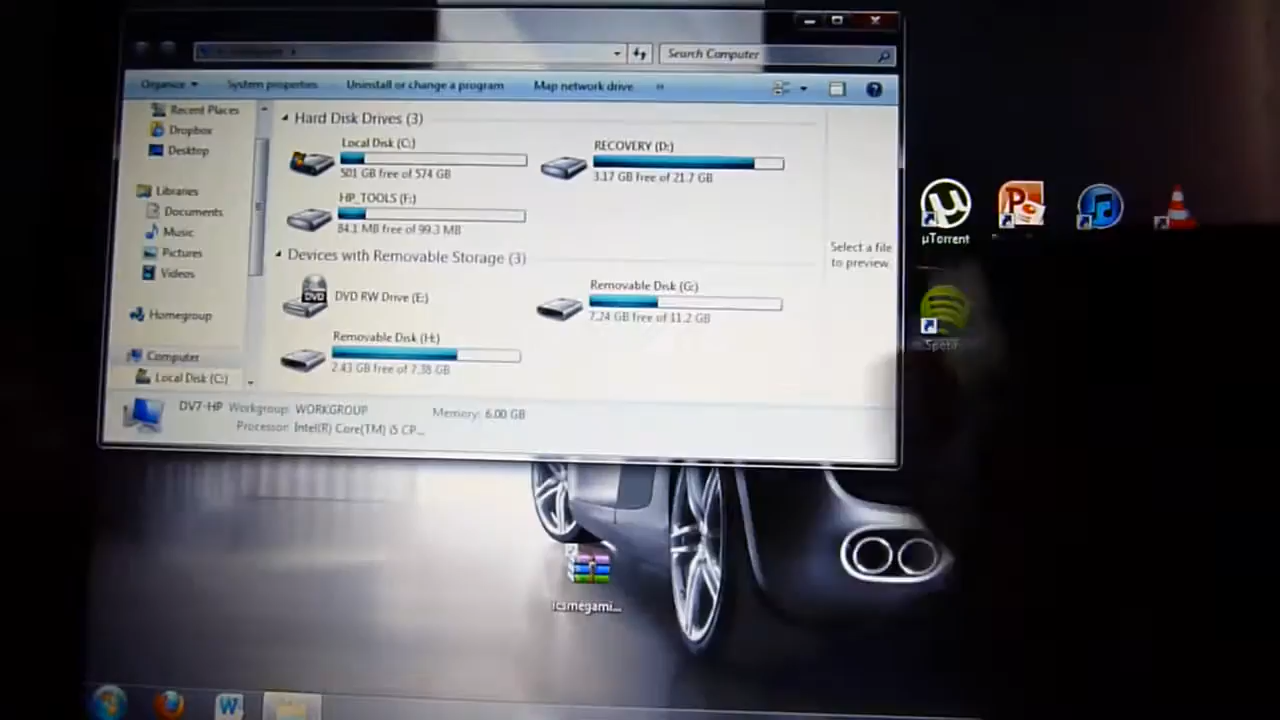 Search Computer
Organize
System properties
Uninstall or change a program
Map network drive
»
Recent Places
Dropbox
Desktop
Libraries
Documents
Music
Pictures
Videos
Homegroup
Computer
Local Disk (C:)
Hard Disk Drives (3)
Local Disk (C:)
501 GB free of 574 GB
RECOVERY (D:)
3.17 GB free of 21.7 GB
HP_TOOLS (F:)
84.1 MB free of 99.3 MB
Devices with Removable Storage (3)
DVD
DVD RW Drive (E:)
Removable Disk (G:)
7.24 GB free of 11.2 GB
Removable Disk (H:)
2.43 GB free of 7.38 GB
Select a file
to preview.
DV7-HP Workgroup: WORKGROUP
Memory: 6.00 GB
Processor: Intel(R) Core(TM) i5 CP...
µTorrent
P
icsmegami...
W